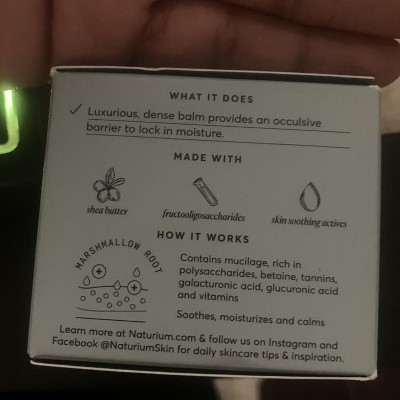 WHAT IT DOES
Luxurious, dense balm provides an occulsive
barrier to lock in moisture.
MADE WITH
shea butter
fructooligosaccharides
skin soothing actives
HOW IT WORKS
MARSHMALLOW ROOT
Contains mucilage, rich in
polysaccharides, betaine, tannins,
galacturonic acid, glucuronic acid
and vitamins
Soothes, moisturizes and calms
Learn more at Naturium.com & follow us on Instagram and
Facebook @NaturiumSkin for daily skincare tips & inspiration.